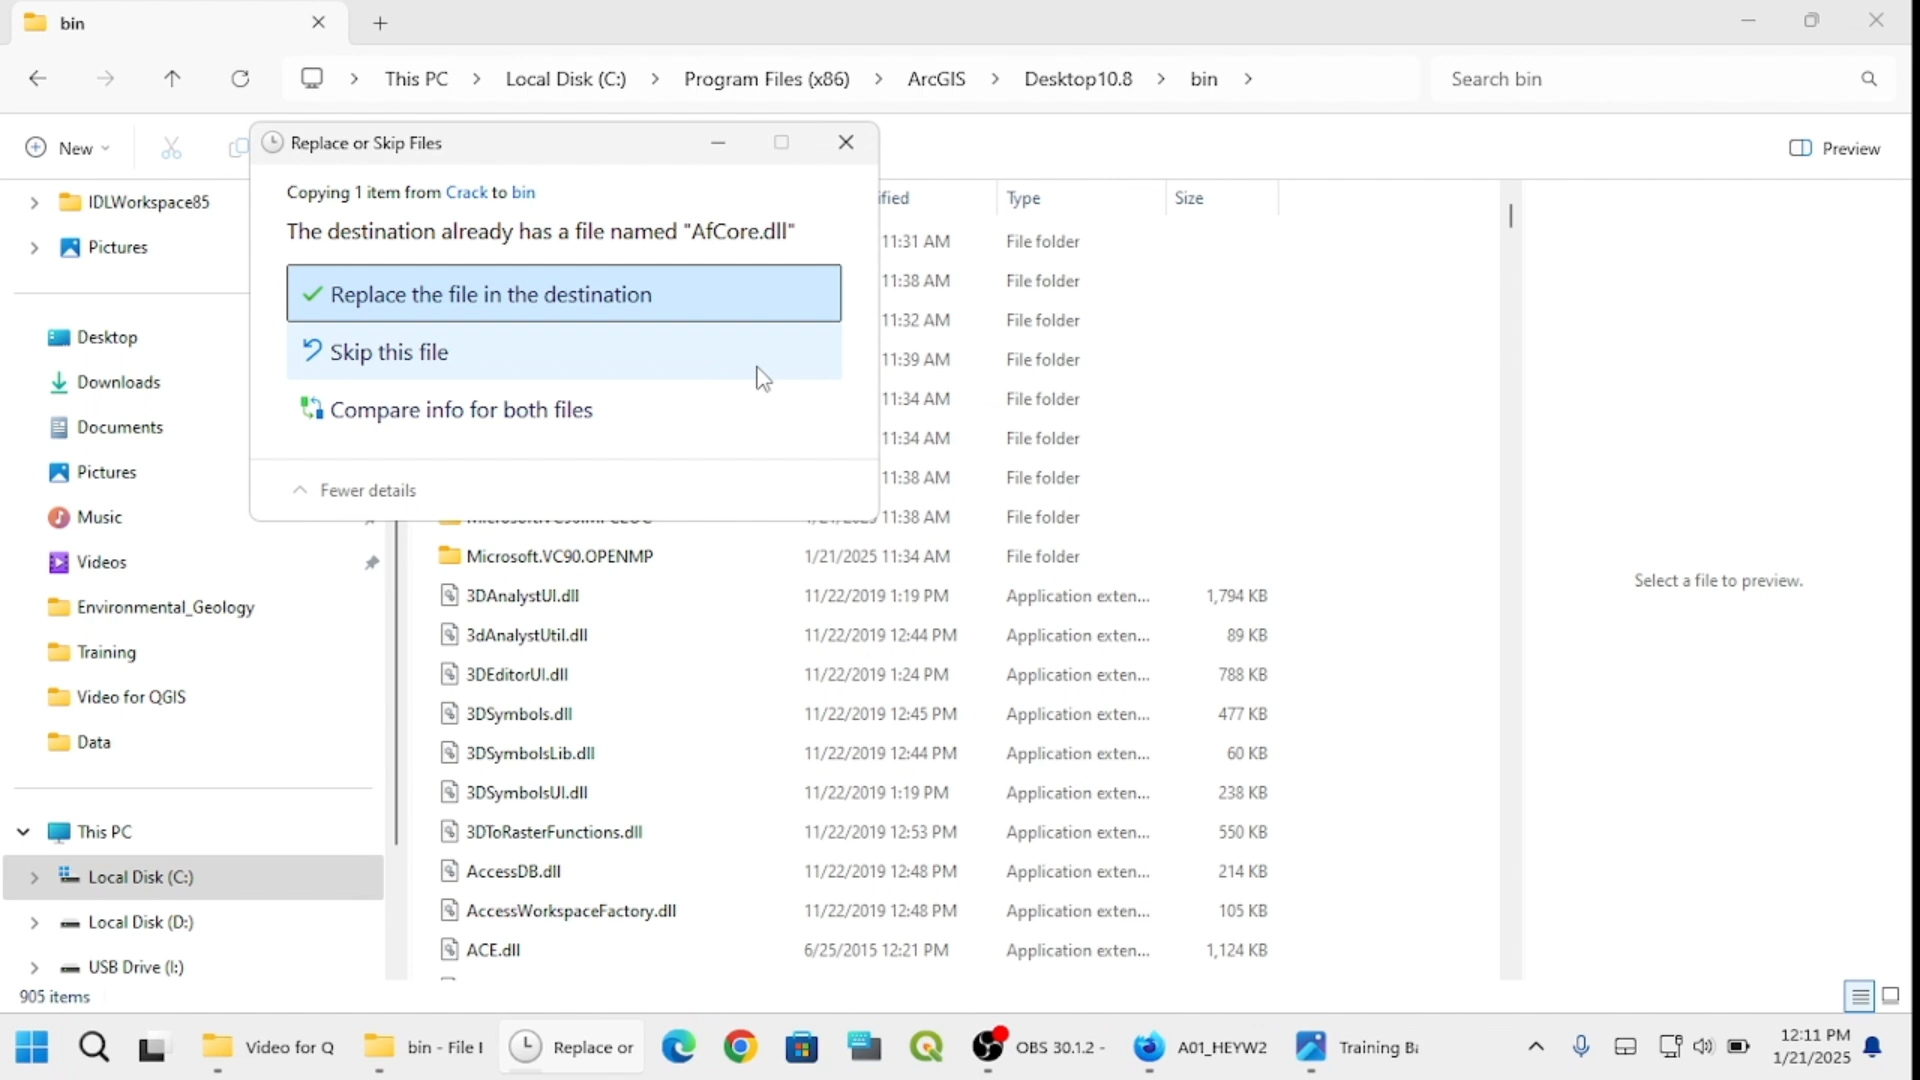 bin
This PC
Local Disk (C:)
Program Files (x86)
ArcGIS
Desktop10.8
bin
Search bin
New
Preview
Replace or Skip Files
Copying 1 item from Crack to bin
The destination already has a file named "AfCore.dll"
Replace the file in the destination
Skip this file
Compare info for both files
Fewer details
IDLWorkspace85
Pictures
Desktop
Downloads
Documents
Pictures
Music
Videos
Environmental_Geology
Training
Video for QGIS
Data
This PC
Local Disk (C:)
Local Disk (D:)
USB Drive (I:)
Type Size
11:31 AM File folder
11:38 AM File folder
11:32 AM File folder
11:39 AM File folder
11:34 AM File folder
11:34 AM File folder
11:38 AM File folder
11:38 AM File folder
Microsoft.VC90.OPENMP 1/21/2025 11:34 AM File folder
3DAnalystUI.dll 11/22/2019 1:19 PM Application exten... 1,794 KB
3dAnalystUtil.dll 11/22/2019 12:44 PM Application exten... 89 KB
3DEditorUI.dll 11/22/2019 1:24 PM Application exten... 788 KB
3DSymbols.dll 11/22/2019 12:45 PM Application exten... 477 KB
3DSymbolsLib.dll 11/22/2019 12:44 PM Application exten... 60 KB
3DSymbolsUI.dll 11/22/2019 1:19 PM Application exten... 238 KB
3DToRasterFunctions.dll 11/22/2019 12:53 PM Application exten... 550 KB
AccessDB.dll 11/22/2019 12:48 PM Application exten... 214 KB
AccessWorkspaceFactory.dll 11/22/2019 12:48 PM Application exten... 105 KB
ACE.dll 6/25/2015 12:21 PM Application exten... 1,124 KB
Select a file to preview.
905 items
Video for Q
bin - File
Replace or
OBS 30.1.2 -
A01_HEYW2
Training
12:11 PM
1/21/2025